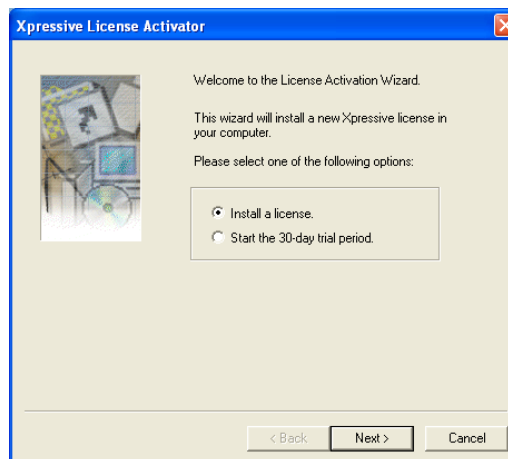 Xpressive License Activator
Welcome to the License Activation Wizard.
This wizard will install a new Xpressive license in
your computer.
Please select one of the following options:
Install a license.
Start the 30-day trial period.
< Back
Next >
Cancel